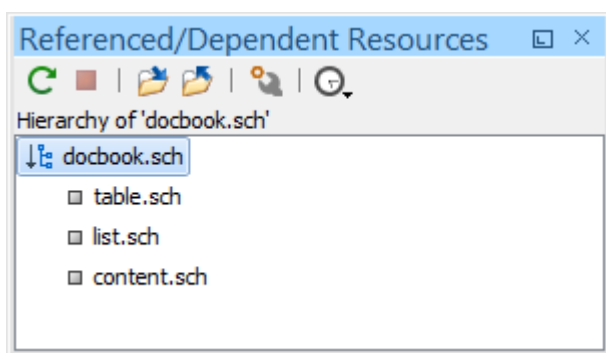 Referenced/Dependent Resources
Hierarchy of 'docbook.sch'
docbook.sch
table.sch
list.sch
content.sch